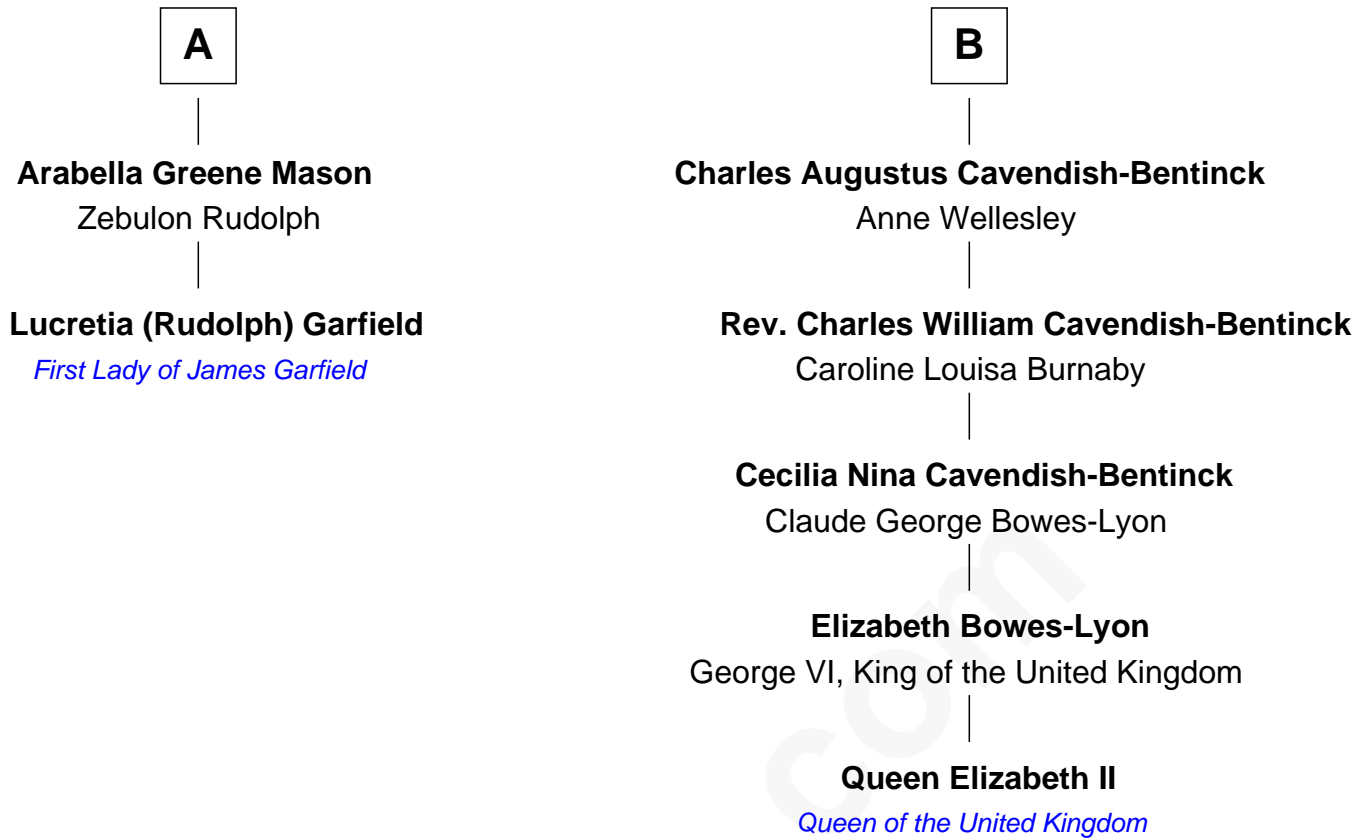 A
Arabella Greene Mason
Zebulon Rudolph
Lucretia (Rudolph) Garfield
First Lady of James Garfield
B
Charles Augustus Cavendish-Bentinck
Anne Wellesley
Rev. Charles William Cavendish-Bentinck
Caroline Louisa Burnaby
Cecilia Nina Cavendish-Bentinck
Claude George Bowes-Lyon
Elizabeth Bowes-Lyon
George VI, King of the United Kingdom
Queen Elizabeth II
Queen of the United Kingdom
com